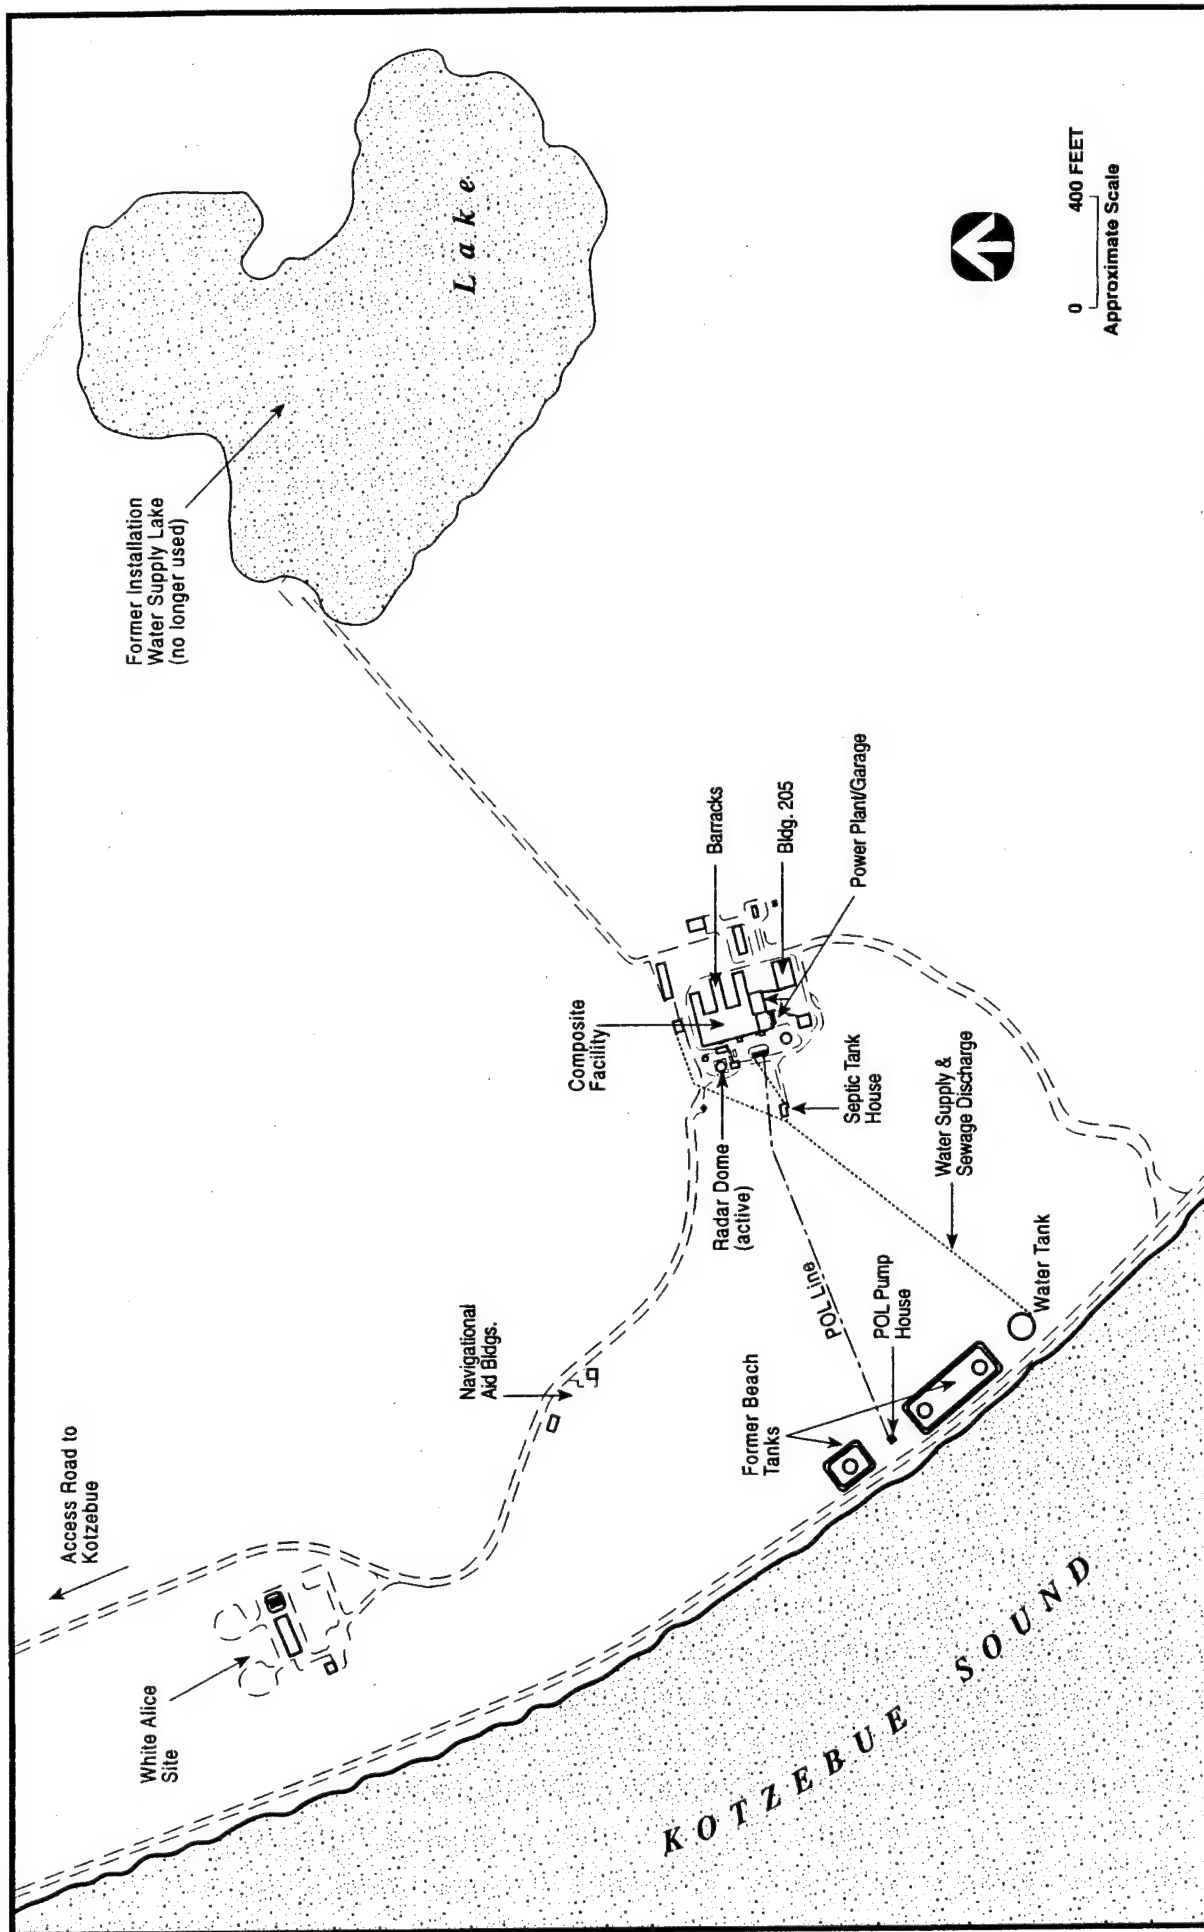 Access Road to
Kotzebue
White Alice
Site
Navigational
Aid Bldgs.
Former Installation
Water Supply Lake
(no longer used)
Lake
Composite
Facility
Barracks
Bldg. 205
Power Plant/Garage
Radar Dome
(active)
Septic Tank
House
Water Supply &
Sewage Discharge
POL Line
POL Pump
House
Former Beach
Tanks
Water Tank
KOTZEBUE SOUND
0 400 FEET
Approximate Scale